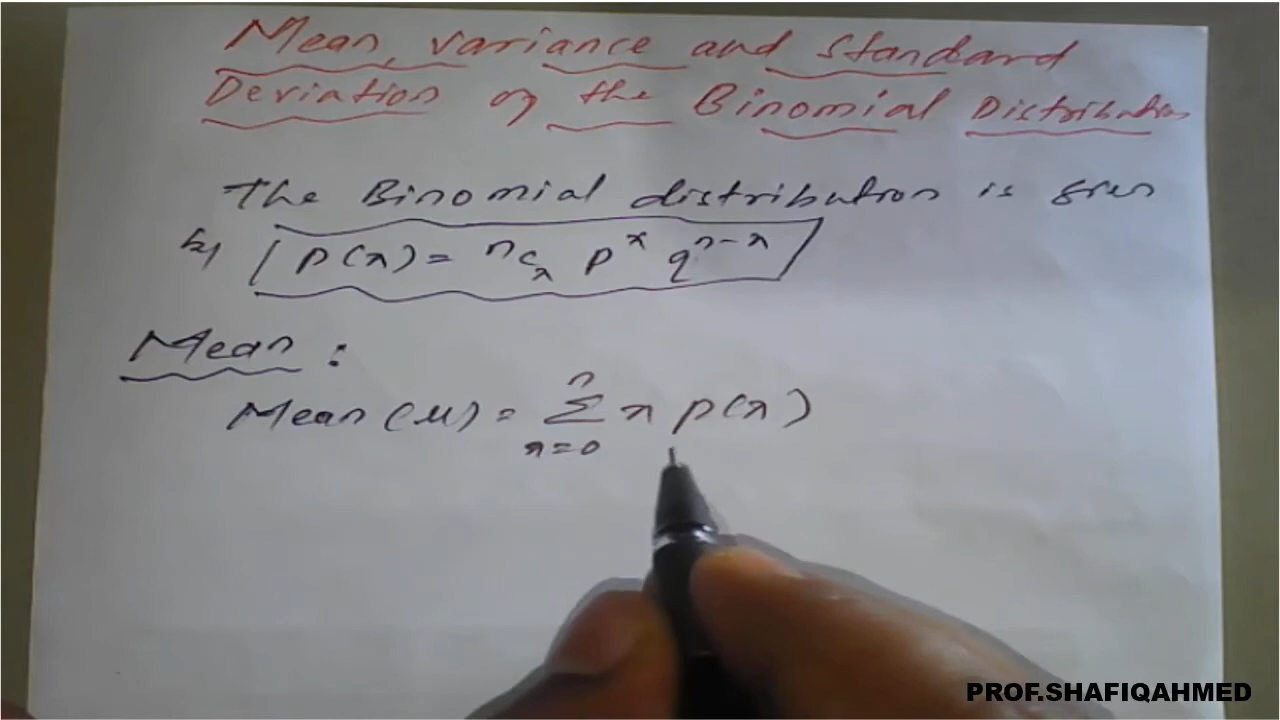 Mean, variance and standard
Deviation of the Binomial Distribution
The Binomial distribution is given
by P(x) = ⁿCₓ pˣ qⁿ⁻ˣ
Mean :
Mean (μ) = Σ x P(x)
n
x=0
PROF.SHAFIQAHMED